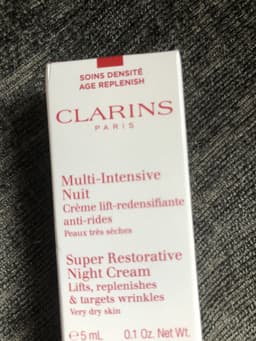 SOINS DENSITÉ
AGE REPLENISH
CLARINS
PARIS
Multi-Intensive
Nuit
Crème lift-redensifiante
anti-rides
Peaux très sèches
Super Restorative
Night Cream
Lifts, replenishes
& targets wrinkles
Very dry skin
℮ 5 mL 0.1 Oz. Net Wt.